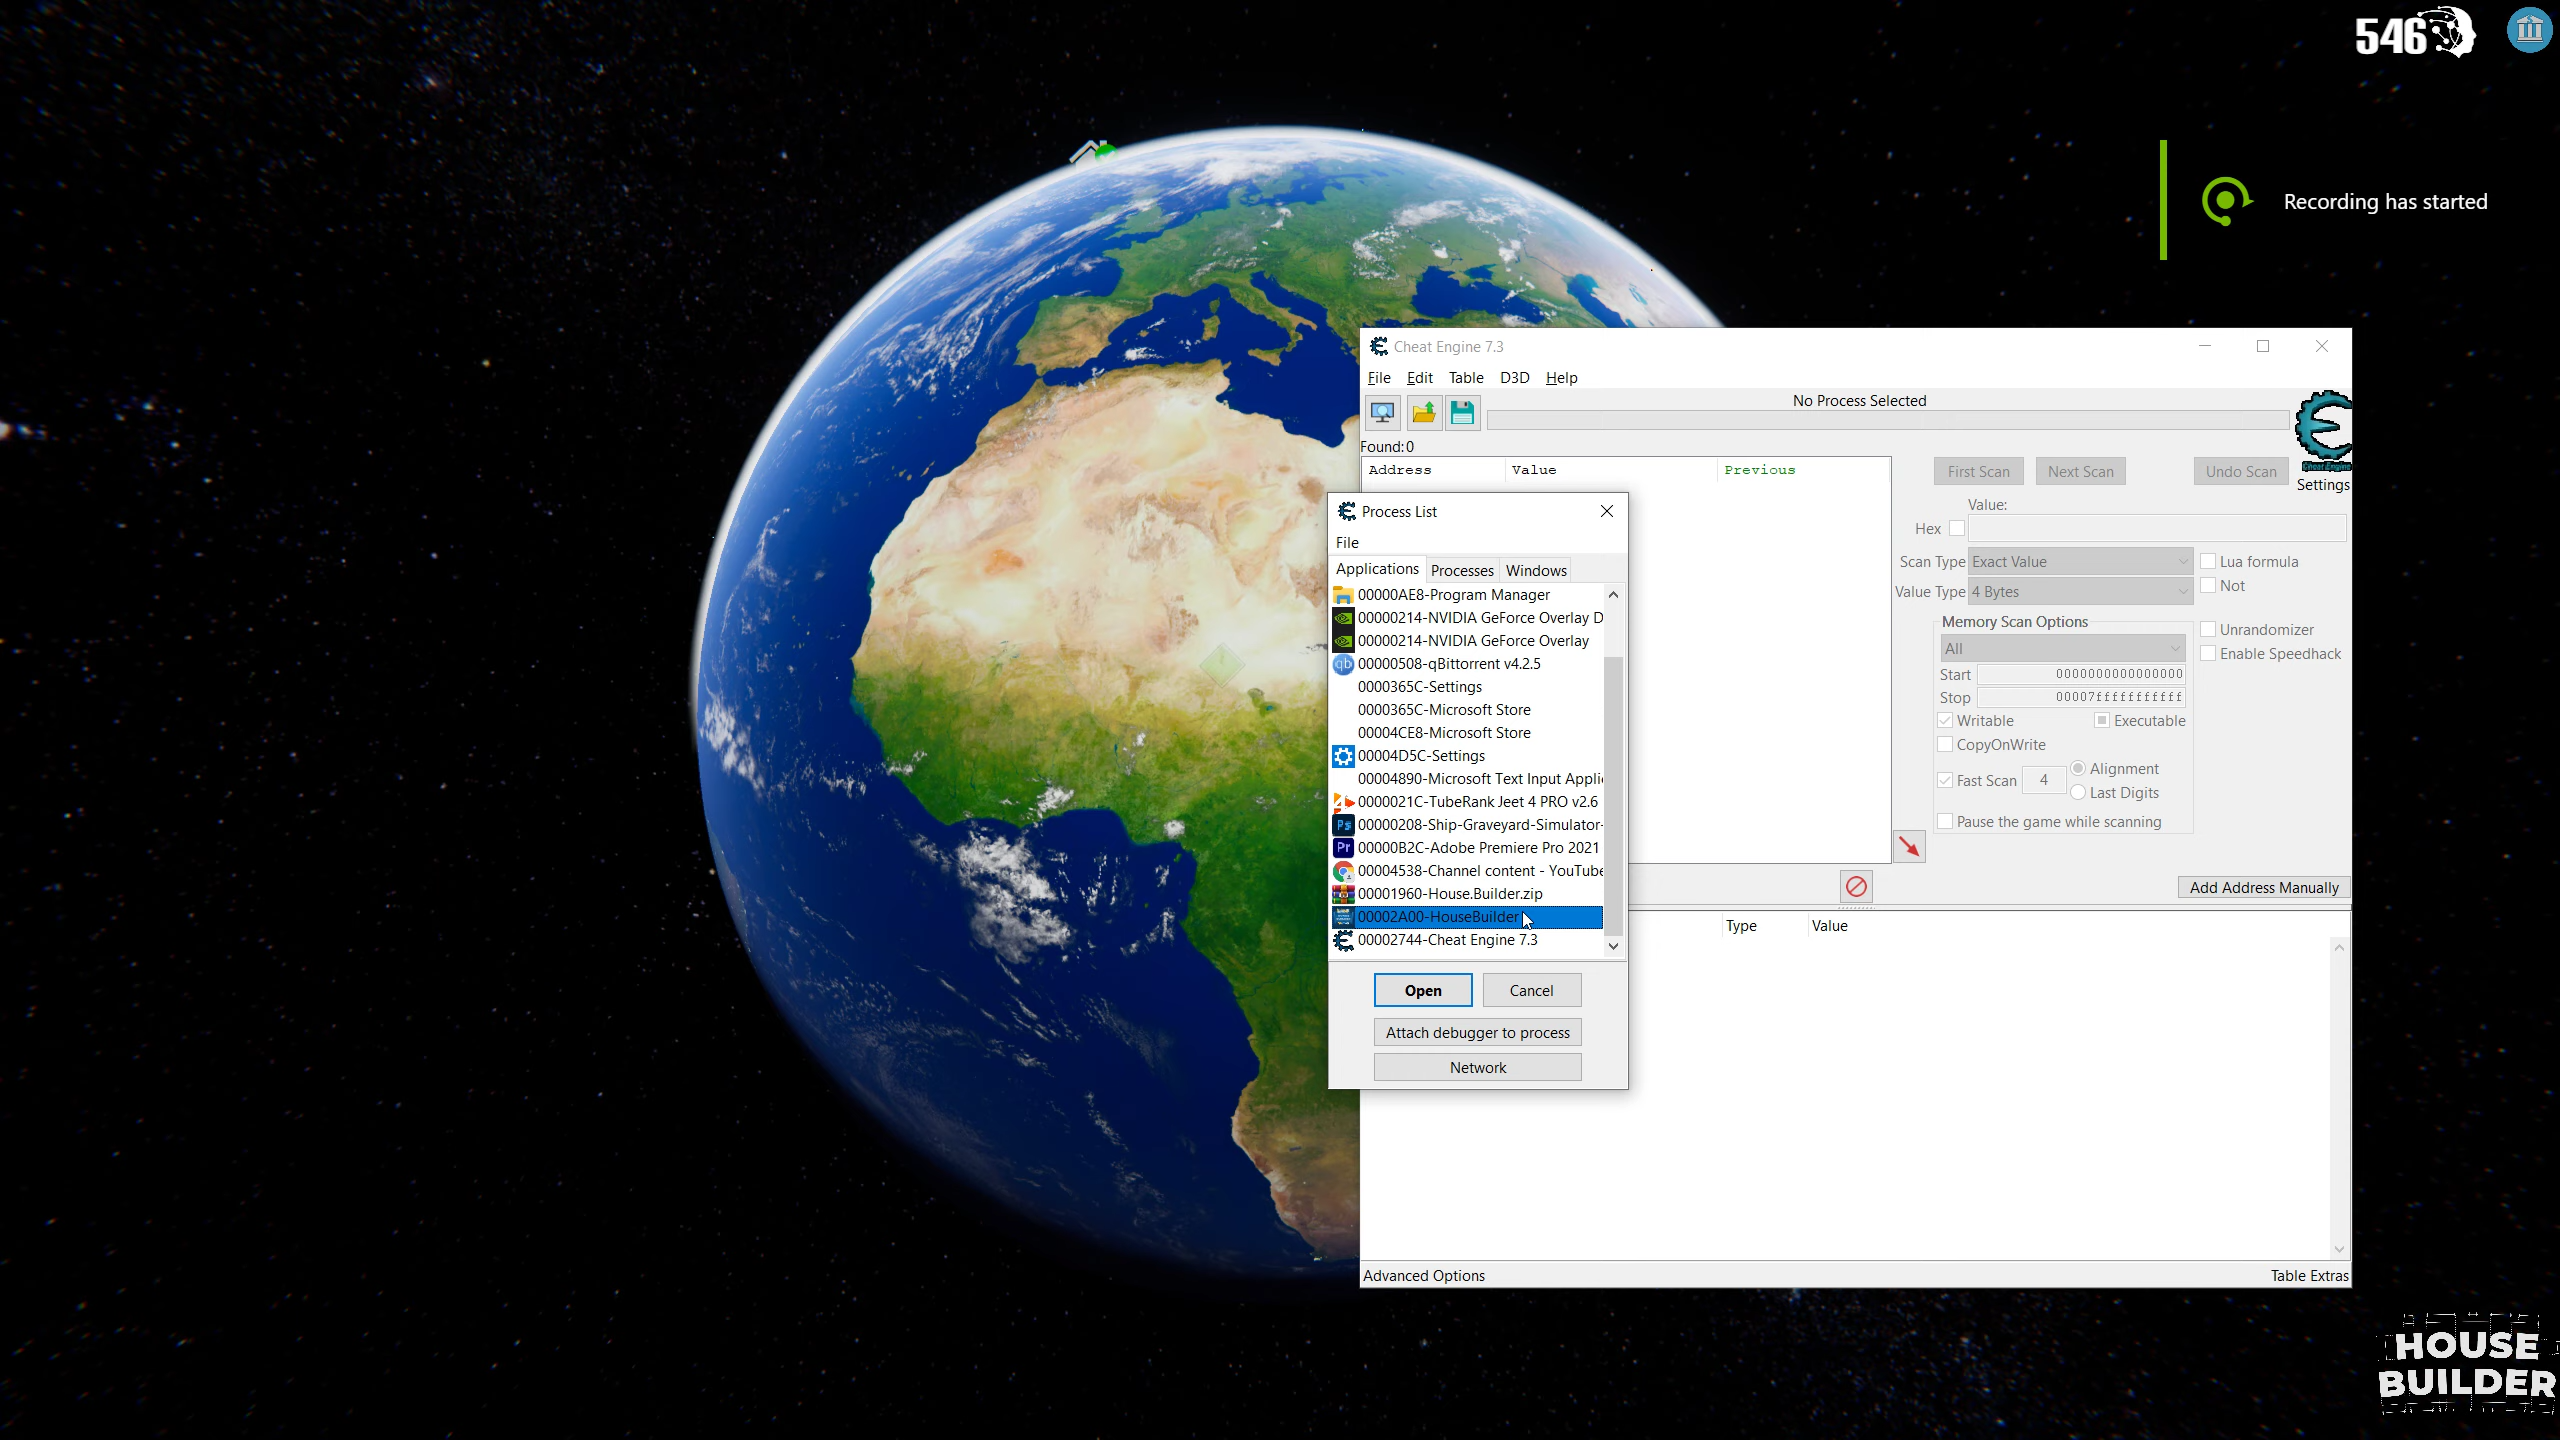 546
Recording has started
Cheat Engine 7.3
File Edit Table D3D Help
No Process Selected
Found:0
Address Value Previous
First Scan Next Scan Undo Scan
Cheat Engine
Settings
Value:
Hex
Scan Type Exact Value Lua formula
Value Type 4 Bytes Not
Memory Scan Options
All
Unrandomizer
Enable Speedhack
Start 0000000000000000
Stop 00007fffffffffff
Writable Executable
CopyOnWrite
Fast Scan 4 Alignment
Last Digits
Pause the game while scanning
Add Address Manually
Type Value
Advanced Options Table Extras
Process List
File
Applications Processes Windows
00000AE8-Program Manager
00000214-NVIDIA GeForce Overlay D
00000214-NVIDIA GeForce Overlay
qb 00000508-qBittorrent v4.2.5
0000365C-Settings
0000365C-Microsoft Store
00004CE8-Microsoft Store
00004D5C-Settings
00004890-Microsoft Text Input Appli
0000021C-TubeRank Jeet 4 PRO v2.6
Ps 00000208-Ship-Graveyard-Simulator-
Pr 00000B2C-Adobe Premiere Pro 2021
00004538-Channel content - YouTube
00001960-House.Builder.zip
00002A00-HouseBuilder
00002744-Cheat Engine 7.3
Open Cancel
Attach debugger to process
Network
HOUSE
BUILDER